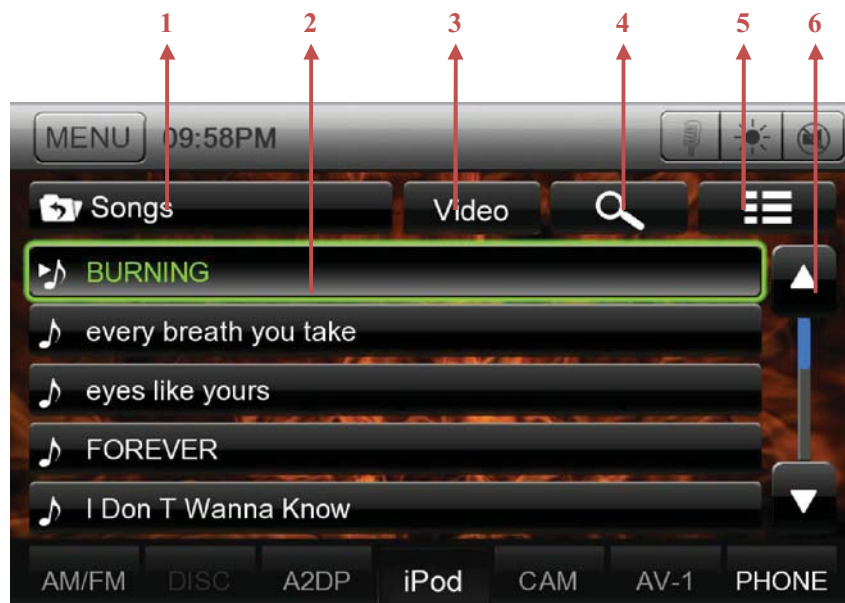 1 2 3 4 5 6
MENU 09:58PM
Songs Video
BURNING
every breath you take
eyes like yours
FOREVER
I Don T Wanna Know
AM/FM DISC A2DP iPod CAM AV-1 PHONE